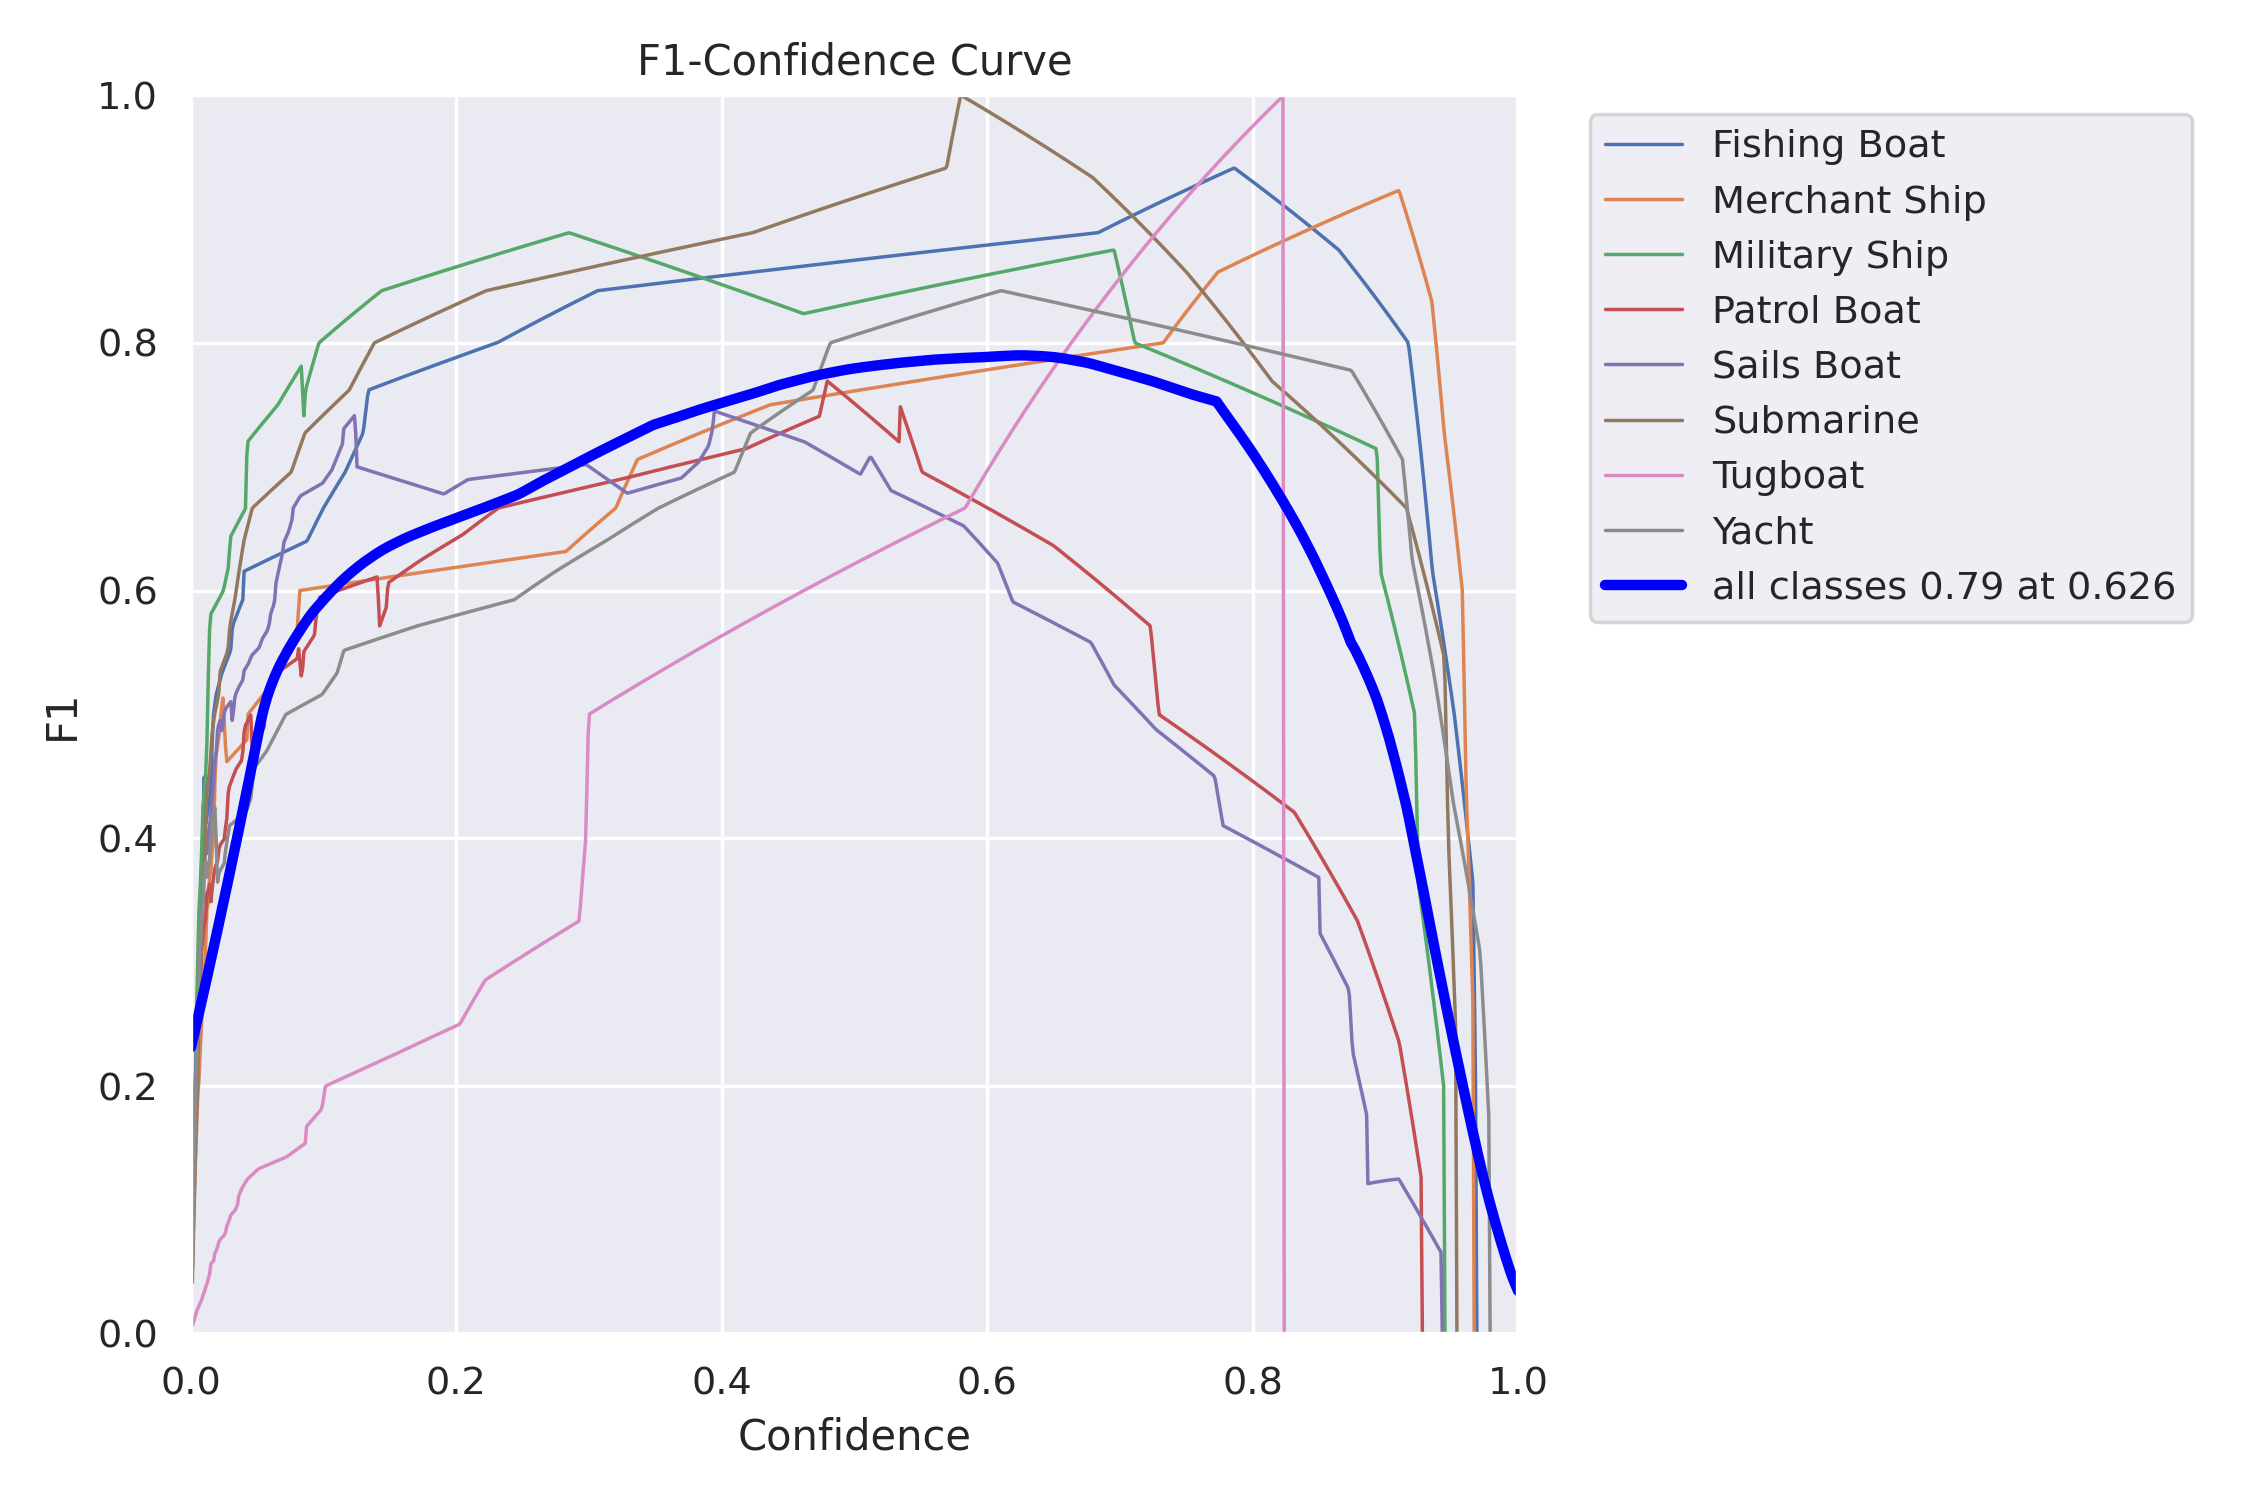 F1-Confidence Curve
1.0
0.8
0.6
0.4
0.2
0.0
F1
0.0 0.2 0.4 0.6 0.8 1.0
Confidence
Fishing Boat
Merchant Ship
Military Ship
Patrol Boat
Sails Boat
Submarine
Tugboat
Yacht
all classes 0.79 at 0.626